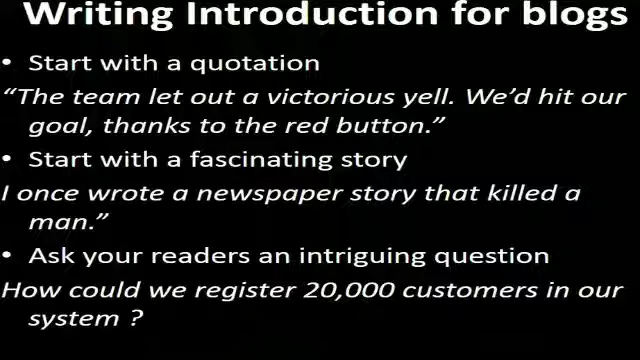 Writing Introduction for blogs
• Start with a quotation
“The team let out a victorious yell. We’d hit our
goal, thanks to the red button.”
• Start with a fascinating story
I once wrote a newspaper story that killed a
man.”
• Ask your readers an intriguing question
How could we register 20,000 customers in our
system ?